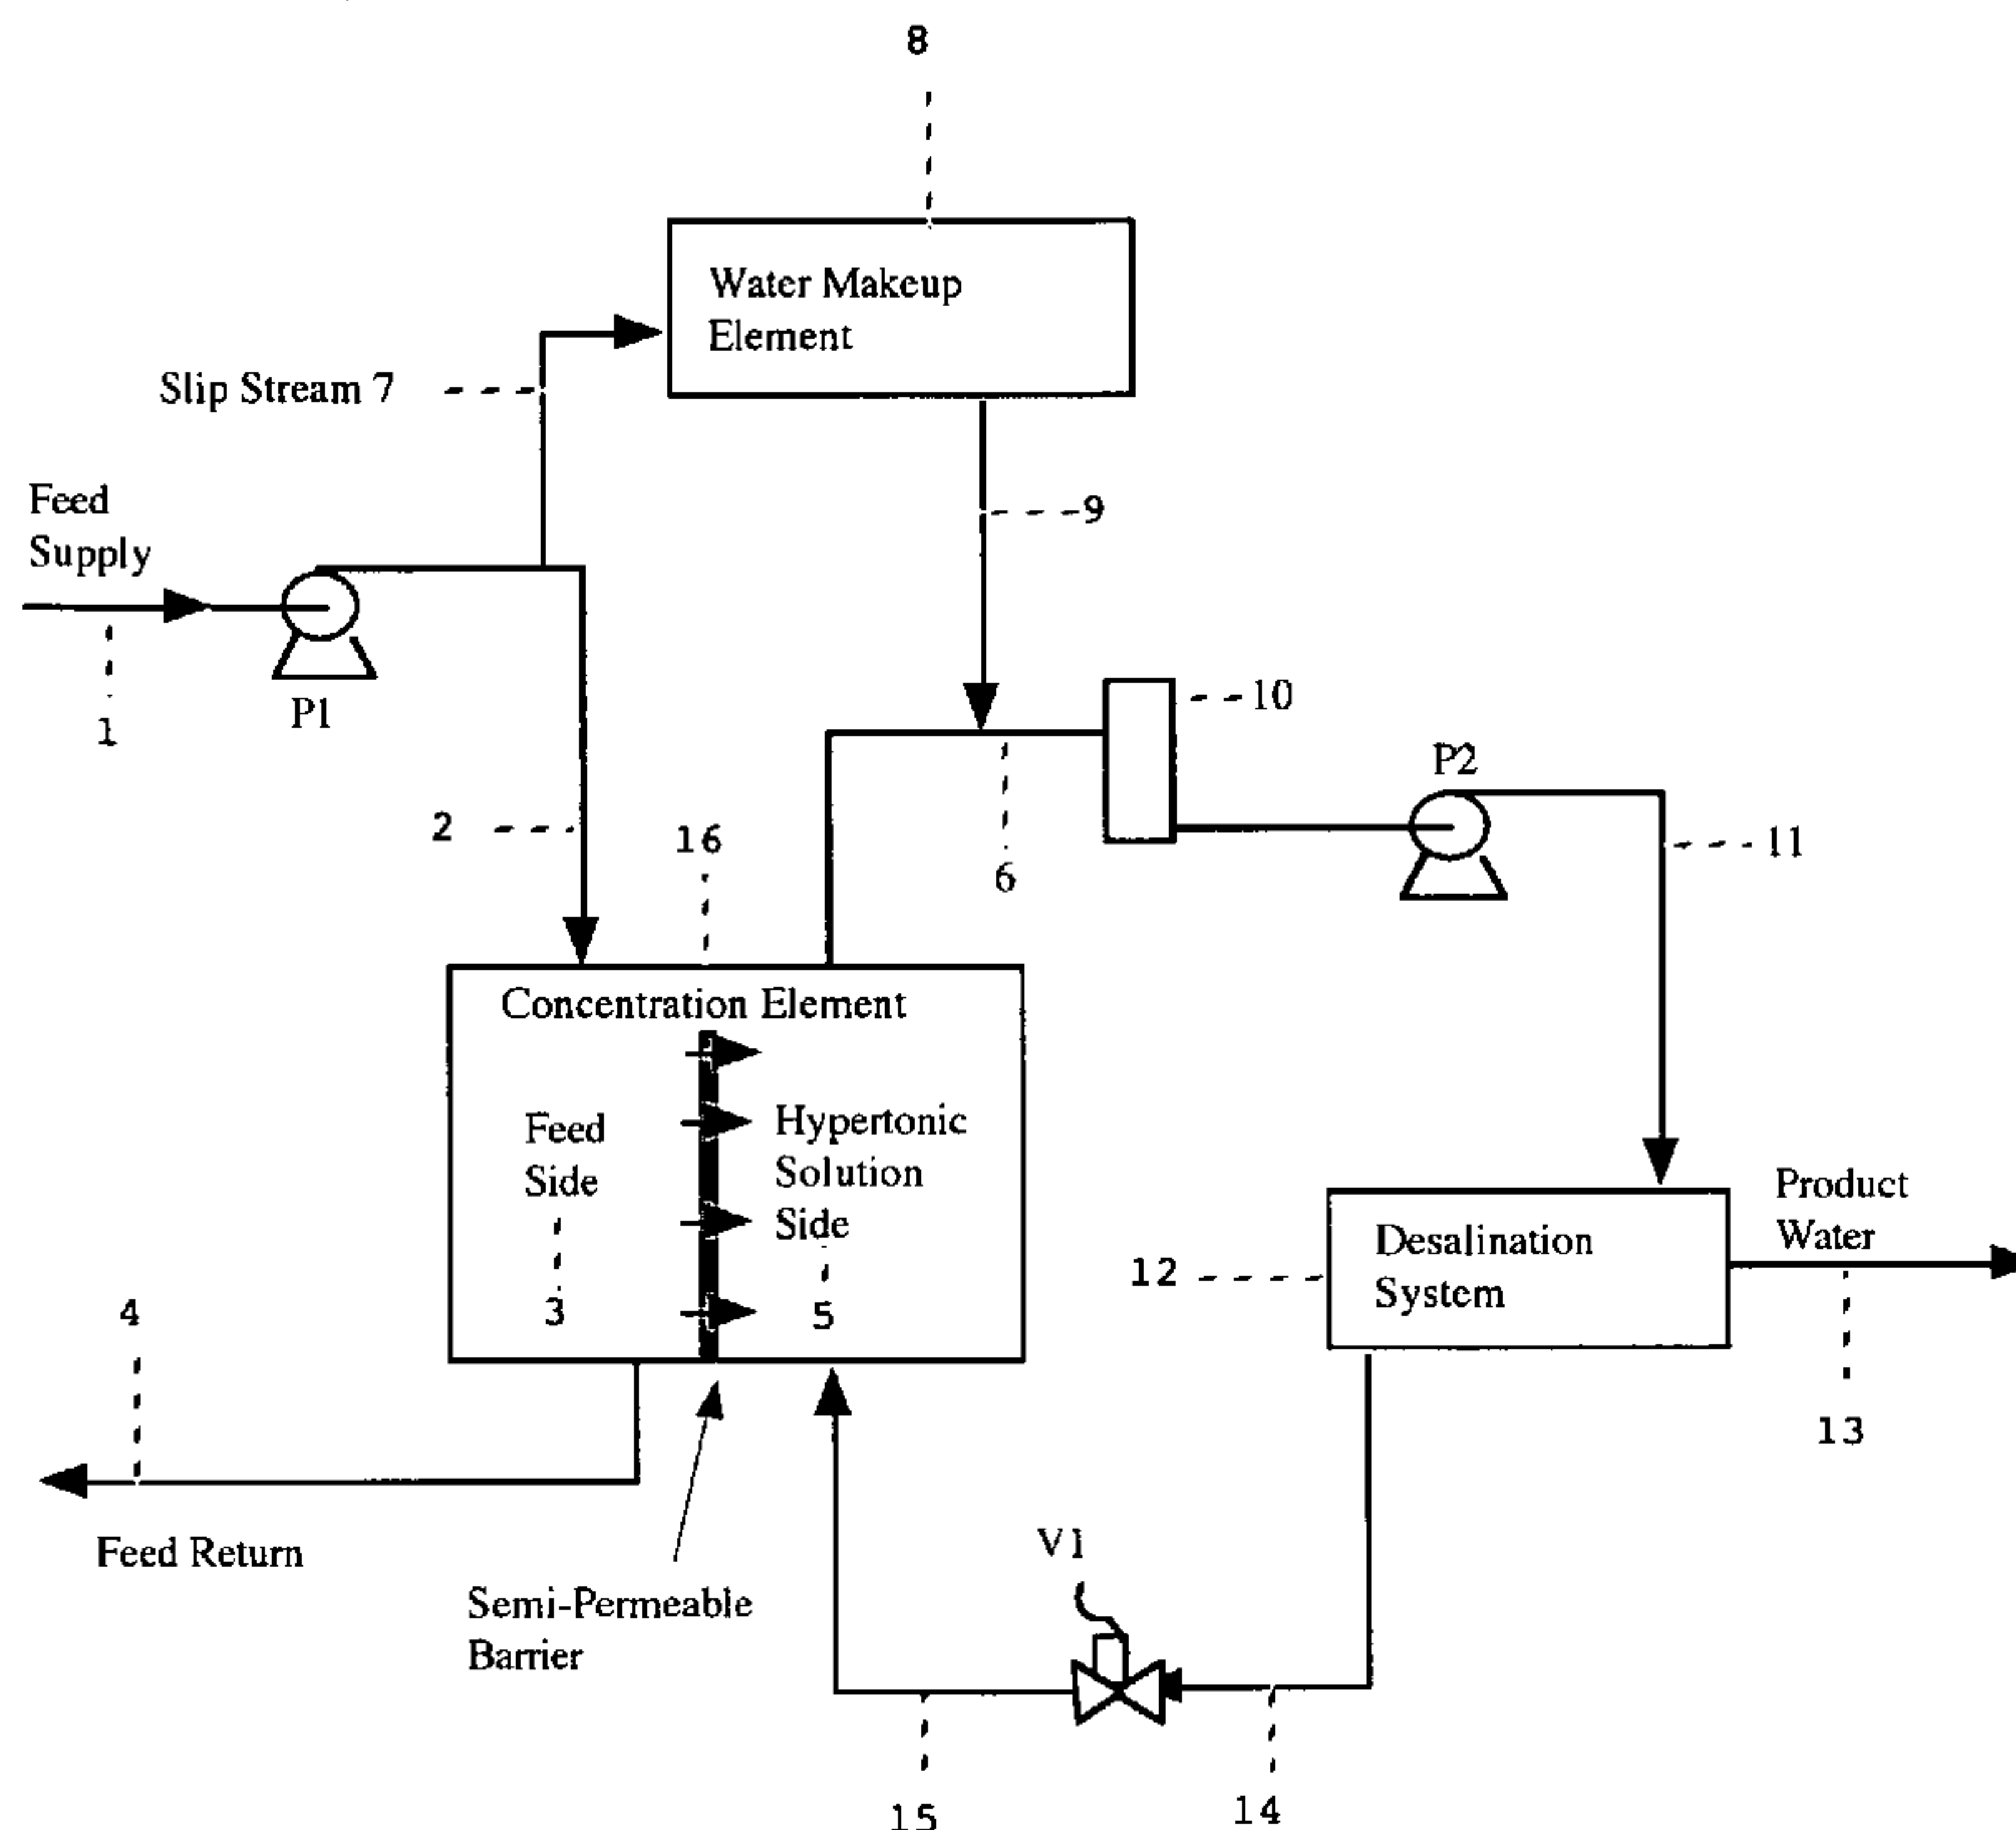 8
Water Makeup
Element
Slip Stream 7
Feed
Supply
9
1
P1
10
P2
2
16
6
11
Concentration Element
Feed
Side
3
Hypertonic
Solution
Side
5
4
Product
Water
12
Desalination
System
13
Feed Return
V1
Semi-Permeable
Barrier
15
14